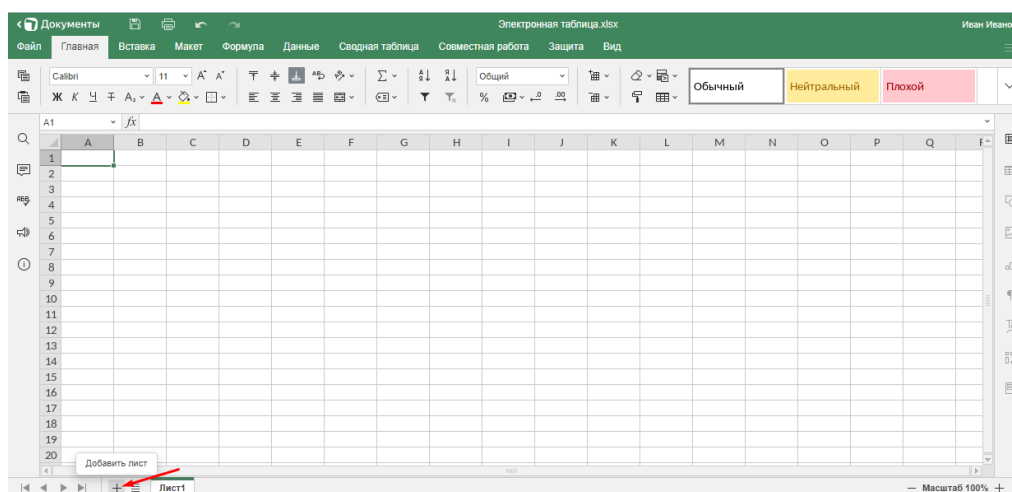 Документы
Электронная таблица.xlsx
Иван Ивано
Файл Главная Вставка Макет Формула Данные Сводная таблица Совместная работа Защита Вид
Calibri 11 Общий
Ж К Ч Т %
Обычный Нейтральный Плохой
A1 fx
A B C D E F G H I J K L M N O P Q
1
2
3
4
5
6
7
8
9
10
11
12
13
14
15
16
17
18
19
20
Добавить лист
Лист1
Масштаб 100%